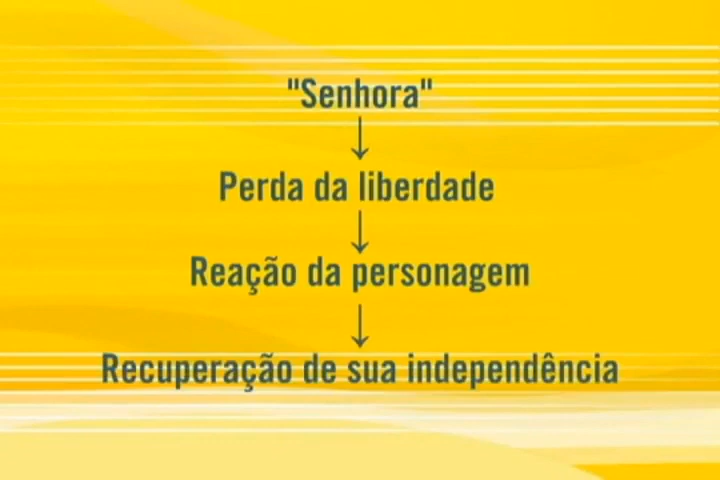 "Senhora"
Perda da liberdade
Reação da personagem
Recuperação de sua independência